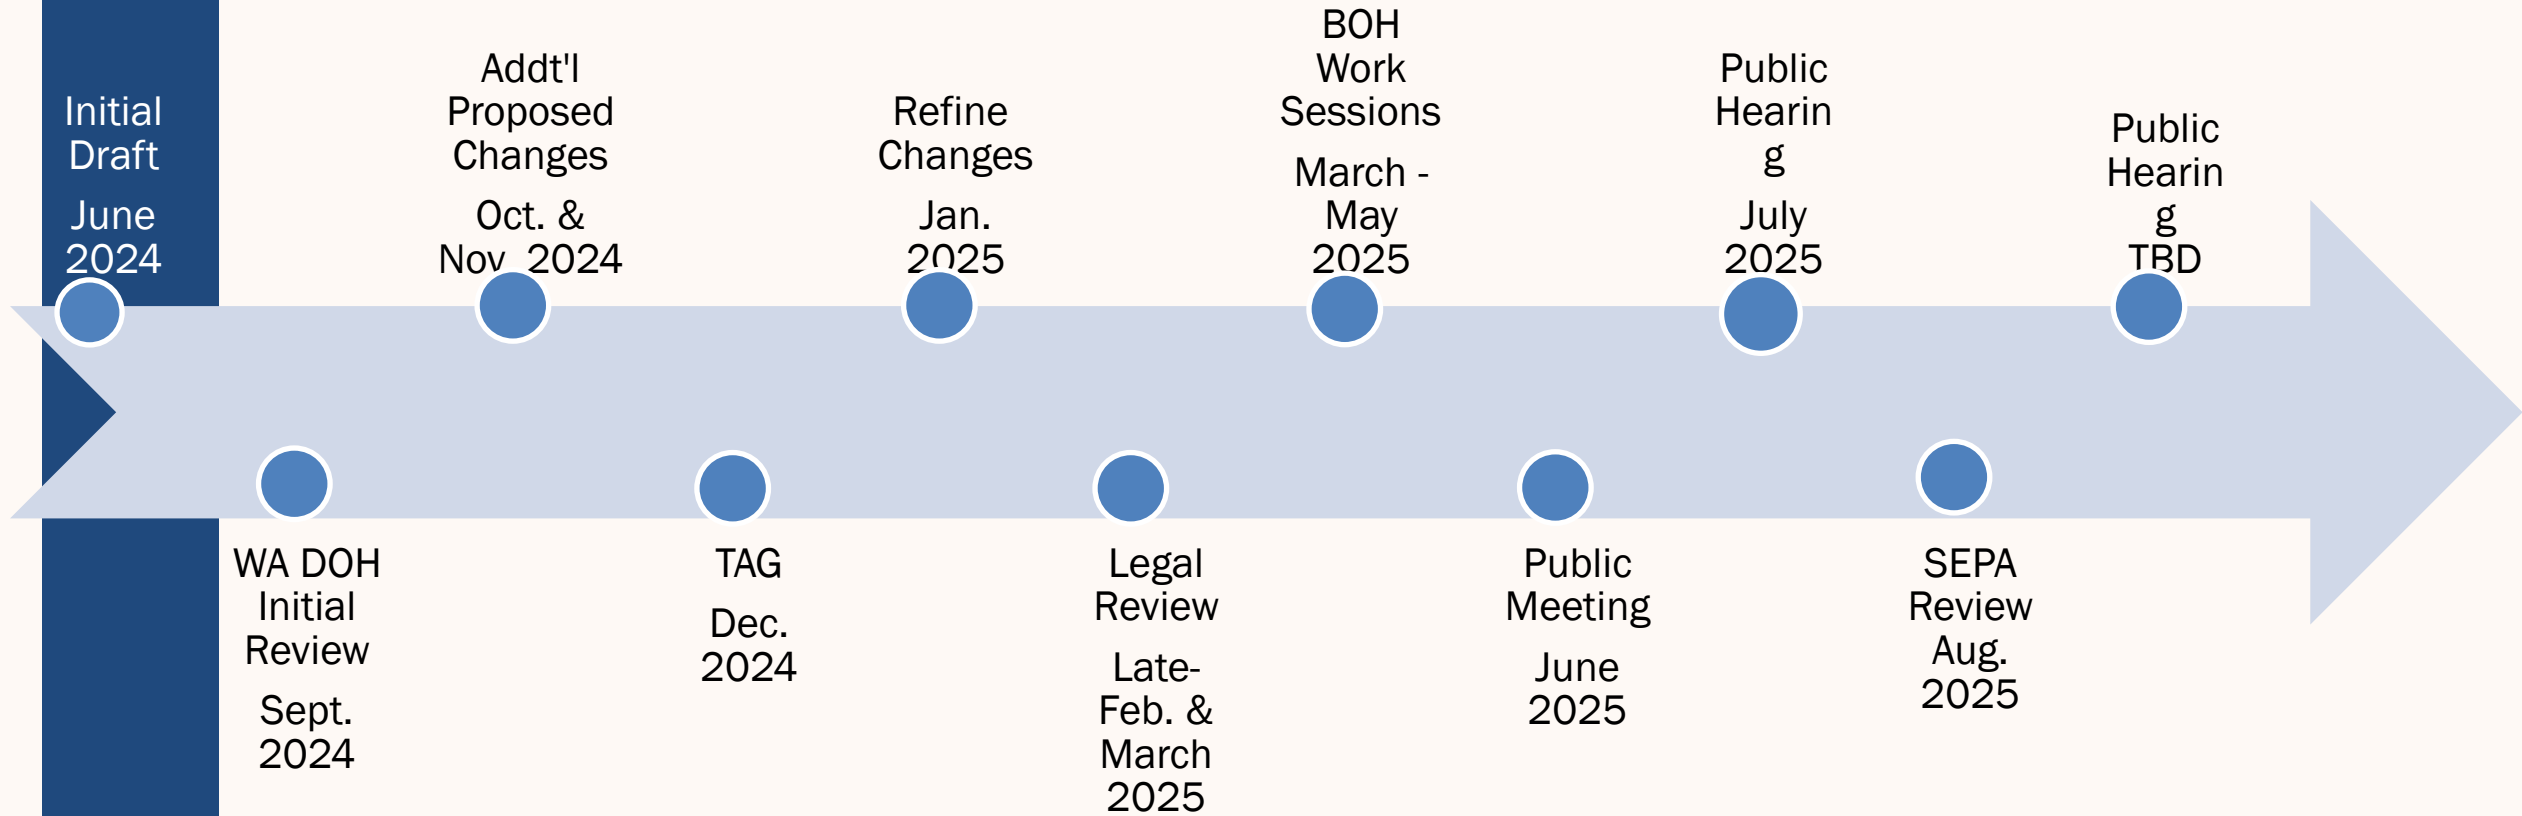 Initial
Draft
June
2024
WA DOH
Initial
Review
Sept.
2024
Addt'l
Proposed
Changes
Oct. &
Nov. 2024
TAG
Dec.
2024
Refine
Changes
Jan.
2025
Legal
Review
Late-
Feb. &
March
2025
BOH
Work
Sessions
March -
May
2025
Public
Meeting
June
2025
Public
Hearin
g
July
2025
SEPA
Review
Aug.
2025
Public
Hearin
g
TBD